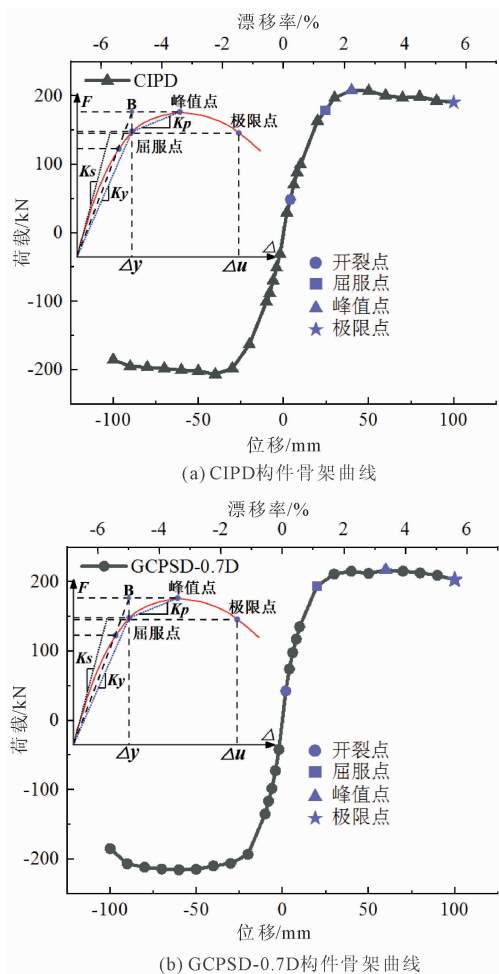 漂移率/%
-6 -4 -2 0 2 4 6
CIPD
200
100
0
-100
-200
荷载/kN
F
B
峰值点
Kp
极限点
屈服点
Ks
Ky
Δ
Δy
Δu
开裂点
屈服点
峰值点
极限点
-100 -50 0 50 100
位移/mm
(a) CIPD构件骨架曲线
漂移率/%
-6 -4 -2 0 2 4 6
GCPSD-0.7D
200
100
0
-100
-200
荷载/kN
F
B
峰值点
Kp
极限点
屈服点
Ks
Ky
Δ
Δy
Δu
开裂点
屈服点
峰值点
极限点
-100 -50 0 50 100
位移/mm
(b) GCPSD-0.7D构件骨架曲线